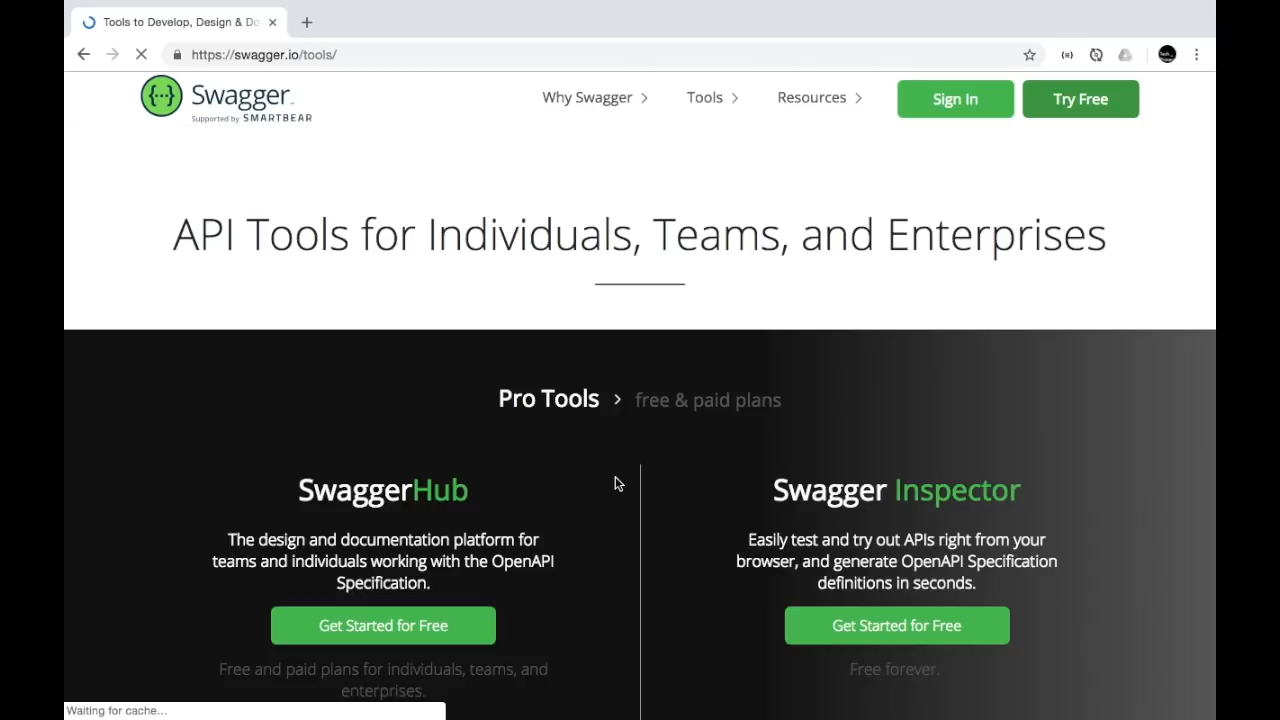 Tools to Develop, Design & Do
https://swagger.io/tools/
Swagger
Supported by SMARTBEAR
Why Swagger
Tools
Resources
Sign In
Try Free
API Tools for Individuals, Teams, and Enterprises
Pro Tools > free & paid plans
SwaggerHub
The design and documentation platform for
teams and individuals working with the OpenAPI
Specification.
Get Started for Free
Free and paid plans for individuals, teams, and
enterprises.
Swagger Inspector
Easily test and try out APIs right from your
browser, and generate OpenAPI Specification
definitions in seconds.
Get Started for Free
Free forever.
Waiting for cache...